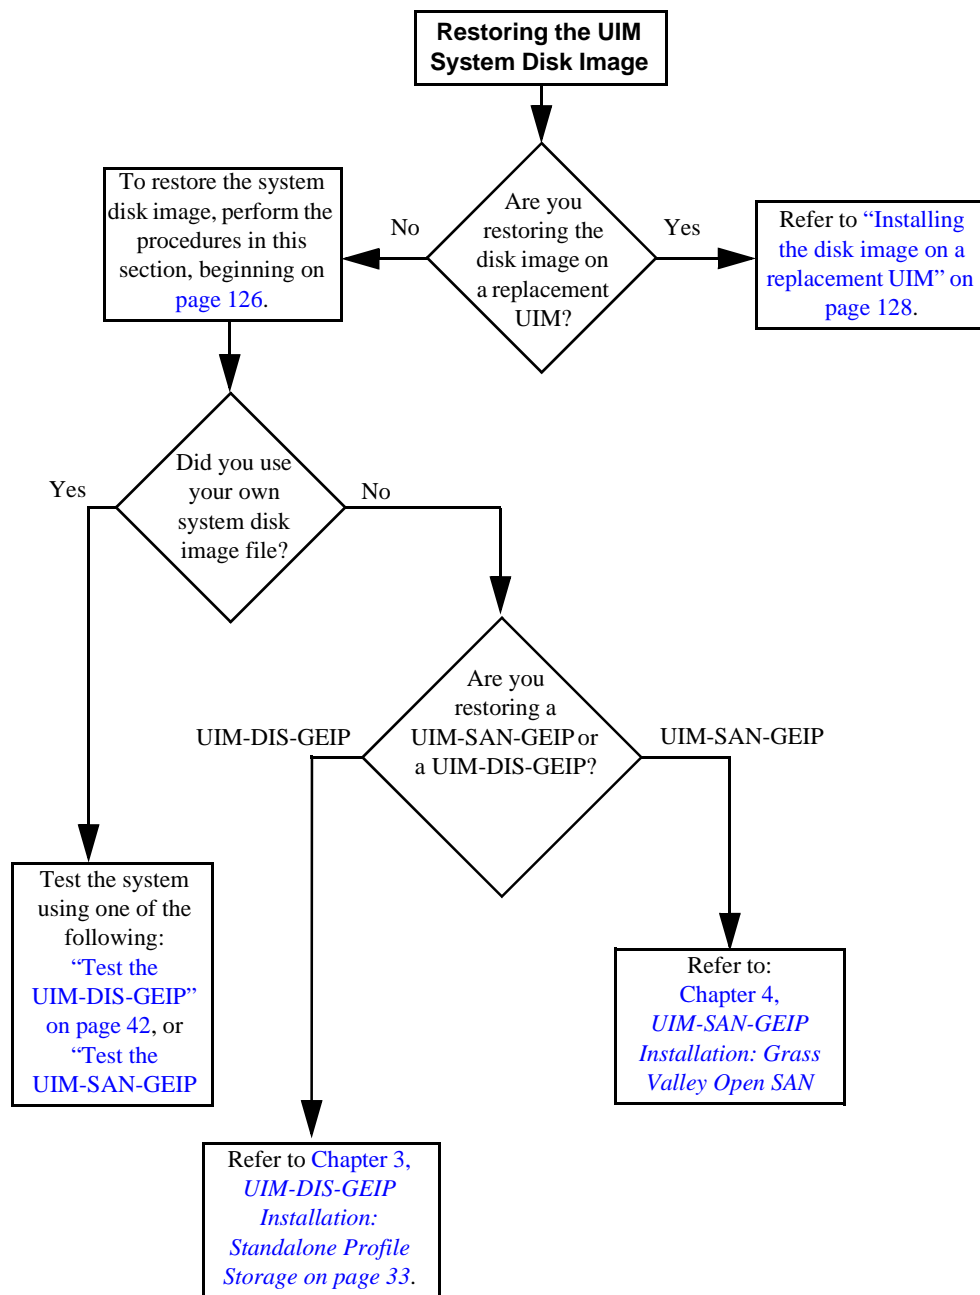 Restoring the UIM
System Disk Image
To restore the system
disk image, perform the
procedures in this
section, beginning on
page 126.
No
Are you
restoring the
disk image on
a replacement
UIM?
Yes
Refer to “Installing
the disk image on a
replacement UIM” on
page 128.
Yes
Did you use
your own
system disk
image file?
No
UIM-DIS-GEIP
Are you
restoring a
UIM-SAN-GEIP or
a UIM-DIS-GEIP?
UIM-SAN-GEIP
Test the system
using one of the
following:
“Test the
UIM-DIS-GEIP”
on page 42, or
“Test the
UIM-SAN-GEIP
Refer to:
Chapter 4,
UIM-SAN-GEIP
Installation: Grass
Valley Open SAN
Refer to Chapter 3,
UIM-DIS-GEIP
Installation:
Standalone Profile
Storage on page 33.